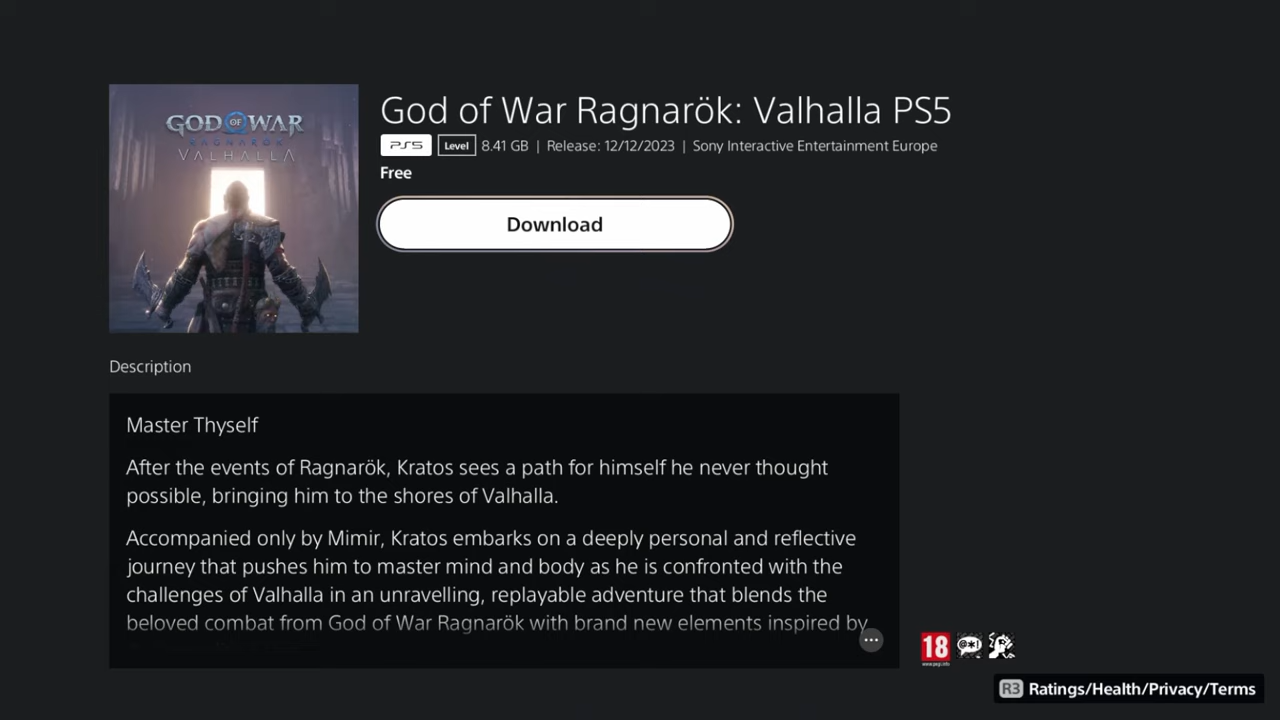 God of War Ragnarök: Valhalla PS5
PS5 Level 8.41 GB | Release: 12/12/2023 | Sony Interactive Entertainment Europe
Free
Download
GOD OF WAR
RAGNARÖK
VALHALLA
Description
Master Thyself
After the events of Ragnarök, Kratos sees a path for himself he never thought
possible, bringing him to the shores of Valhalla.
Accompanied only by Mimir, Kratos embarks on a deeply personal and reflective
journey that pushes him to master mind and body as he is confronted with the
challenges of Valhalla in an unravelling, replayable adventure that blends the
beloved combat from God of War Ragnarök with brand new elements inspired by
...
18
www.pegi.info
@*!
R3 Ratings/Health/Privacy/Terms